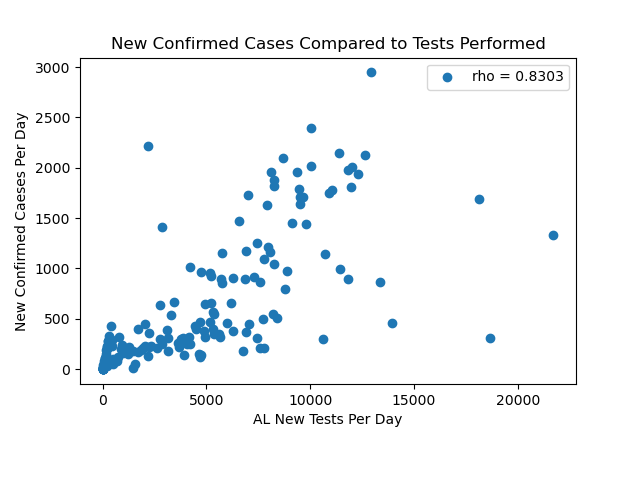 New Confirmed Cases Compared to Tests Performed
rho = 0.8303
New Confirmed Caeses Per Day
3000
2500
2000
1500
1000
500
0
0 5000 10000 15000 20000
AL New Tests Per Day